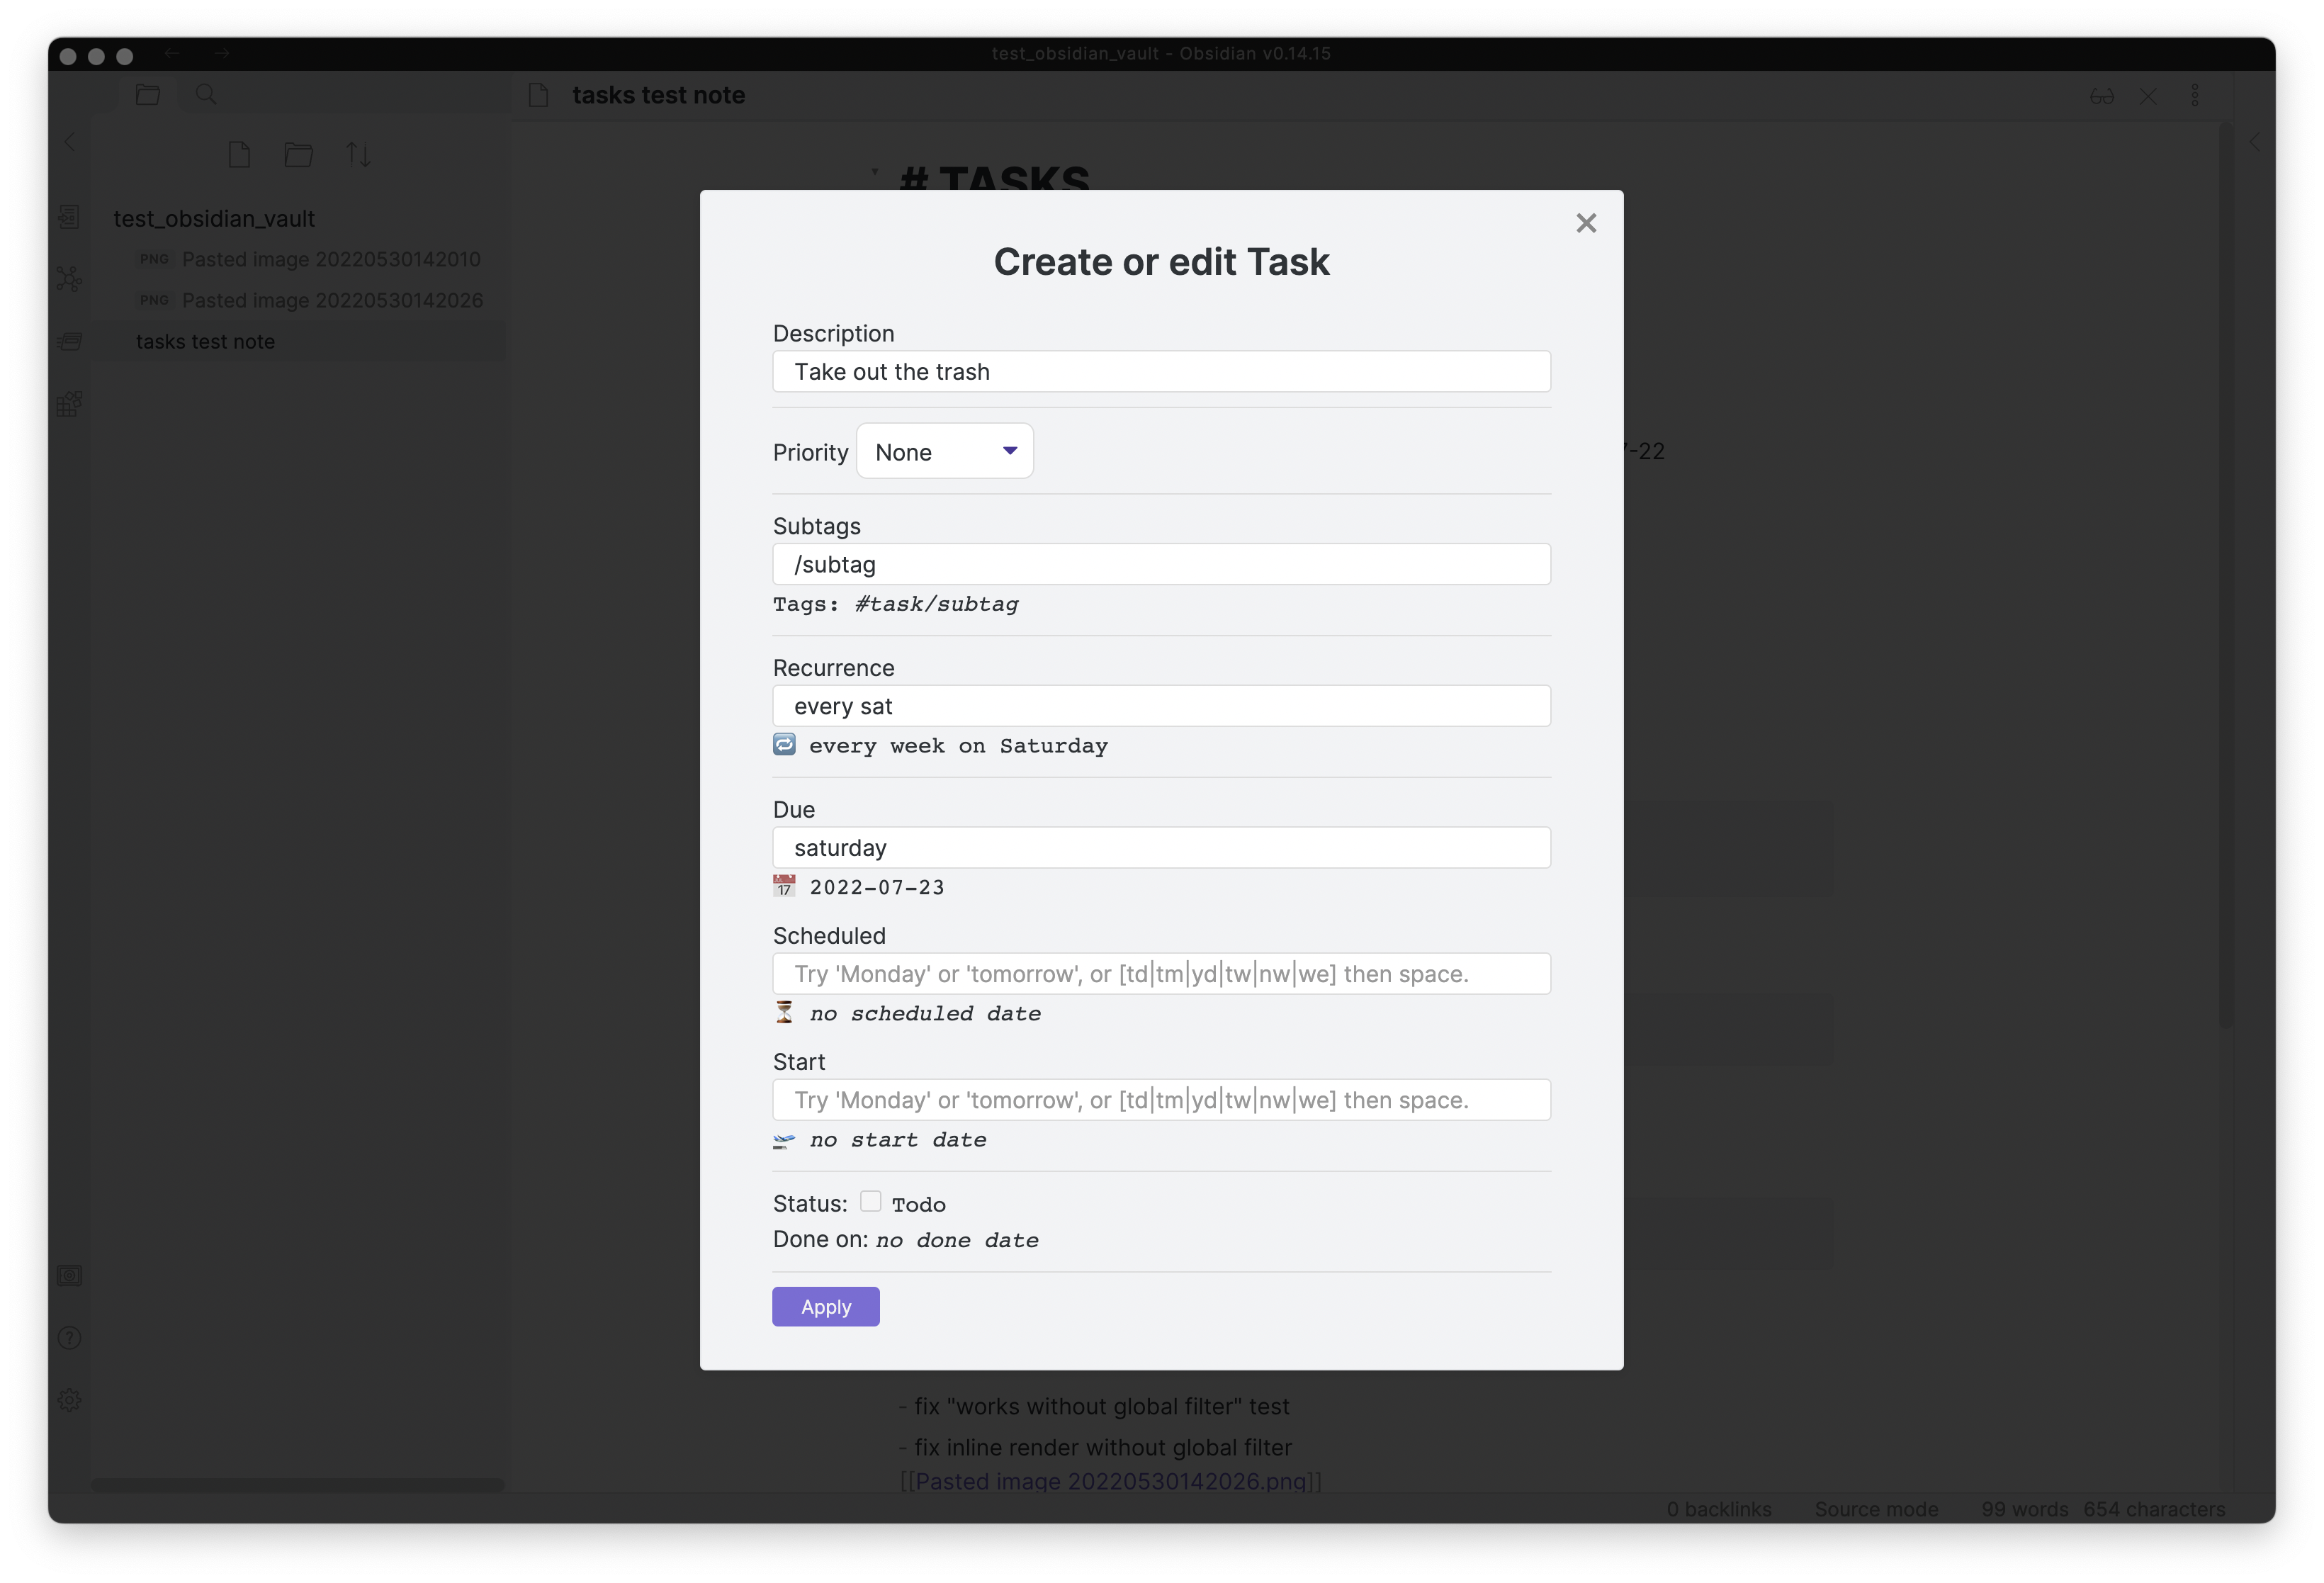 test_obsidian_vault - Obsidian v0.14.15
tasks test note
test_obsidian_vault
PNG Pasted image 20220530142010
PNG Pasted image 20220530142026
tasks test note
# TASKS
7-22
Create or edit Task
Description
Take out the trash
Priority None
Subtags
/subtag
Tags: #task/subtag
Recurrence
every sat
🔁 every week on Saturday
Due
saturday
📅 2022-07-23
Scheduled
Try 'Monday' or 'tomorrow', or [td|tm|yd|tw|nw|we] then space.
⏳ no scheduled date
Start
Try 'Monday' or 'tomorrow', or [td|tm|yd|tw|nw|we] then space.
🛫 no start date
Status: Todo
Done on: no done date
Apply
- fix "works without global filter" test
- fix inline render without global filter
[[Pasted image 20220530142026.png]]
0 backlinks Source mode 99 words 654 characters